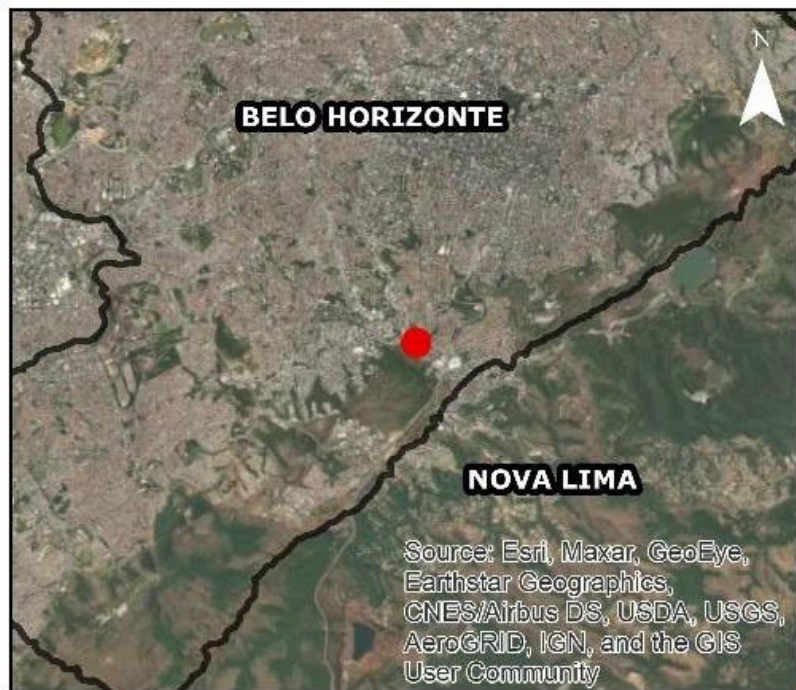 N
BELO HORIZONTE
NOVA LIMA
Source: Esri, Maxar, GeoEye,
Earthstar Geographics,
CNES/Airbus DS, USDA, USGS,
AeroGRID, IGN, and the GIS
User Community